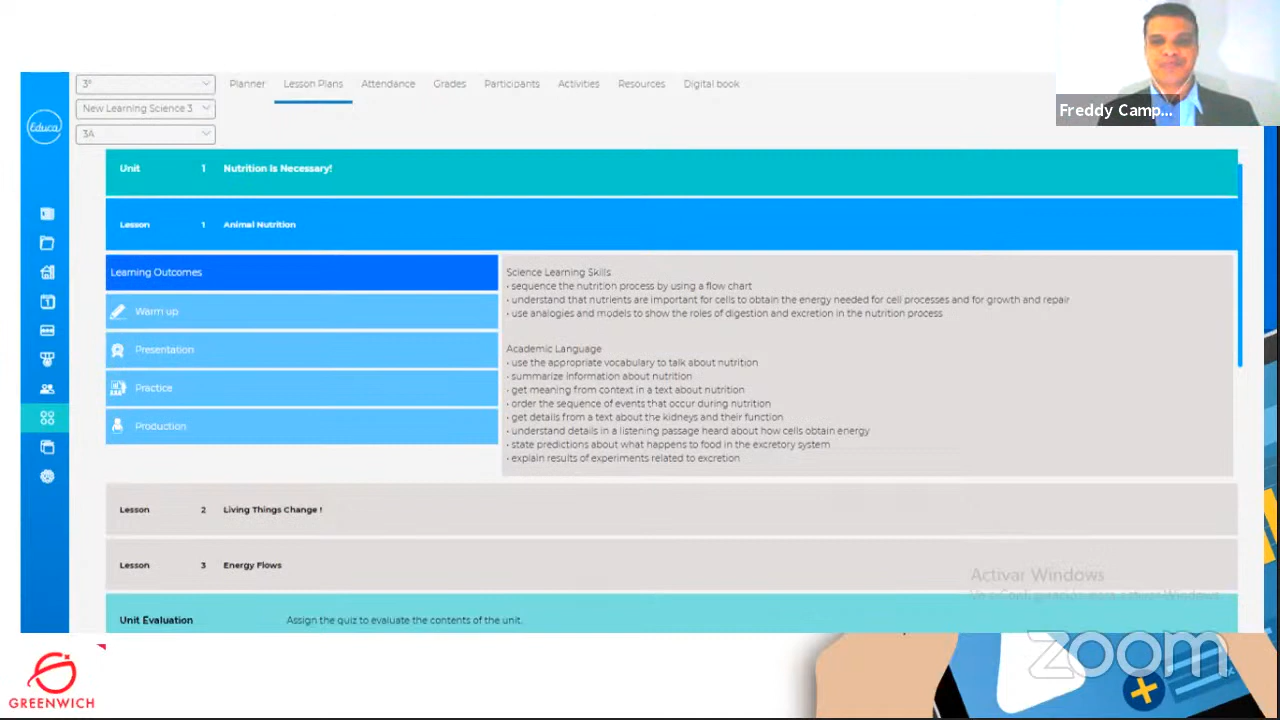 3°
Planner
Lesson Plans
Attendance
Grades
Participants
Activities
Resources
Digital book
New Learning Science 3
3A
Educa
Freddy Camp...
Unit 1 Nutrition Is Necessary!
Lesson 1 Animal Nutrition
Learning Outcomes
Warm up
Presentation
Practice
Production
Science Learning Skills
• sequence the nutrition process by using a flow chart
• understand that nutrients are important for cells to obtain the energy needed for cell processes and for growth and repair
• use analogies and models to show the roles of digestion and excretion in the nutrition process
Academic Language
• use the appropriate vocabulary to talk about nutrition
• summarize information about nutrition
• get meaning from context in a text about nutrition
• order the sequence of events that occur during nutrition
• get details from a text about the kidneys and their function
• understand details in a listening passage heard about how cells obtain energy
• state predictions about what happens to food in the excretory system
• explain results of experiments related to excretion
Lesson 2 Living Things Change !
Lesson 3 Energy Flows
Unit Evaluation Assign the quiz to evaluate the contents of the unit.
Activar Windows
activar Windows.
zoom
GREENWICH